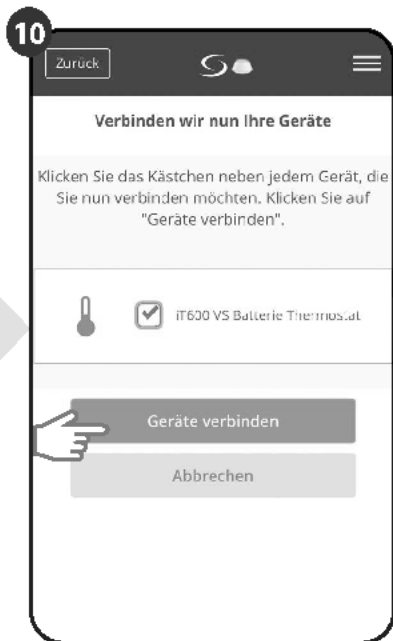 10
Zurück
Verbinden wir nun Ihre Geräte
Klicken Sie das Kästchen neben jedem Gerät, die
Sie nun verbinden möchten. Klicken Sie auf
"Geräte verbinden".
iT600 VS Batterie Thermostat
Geräte verbinden
Abbrechen